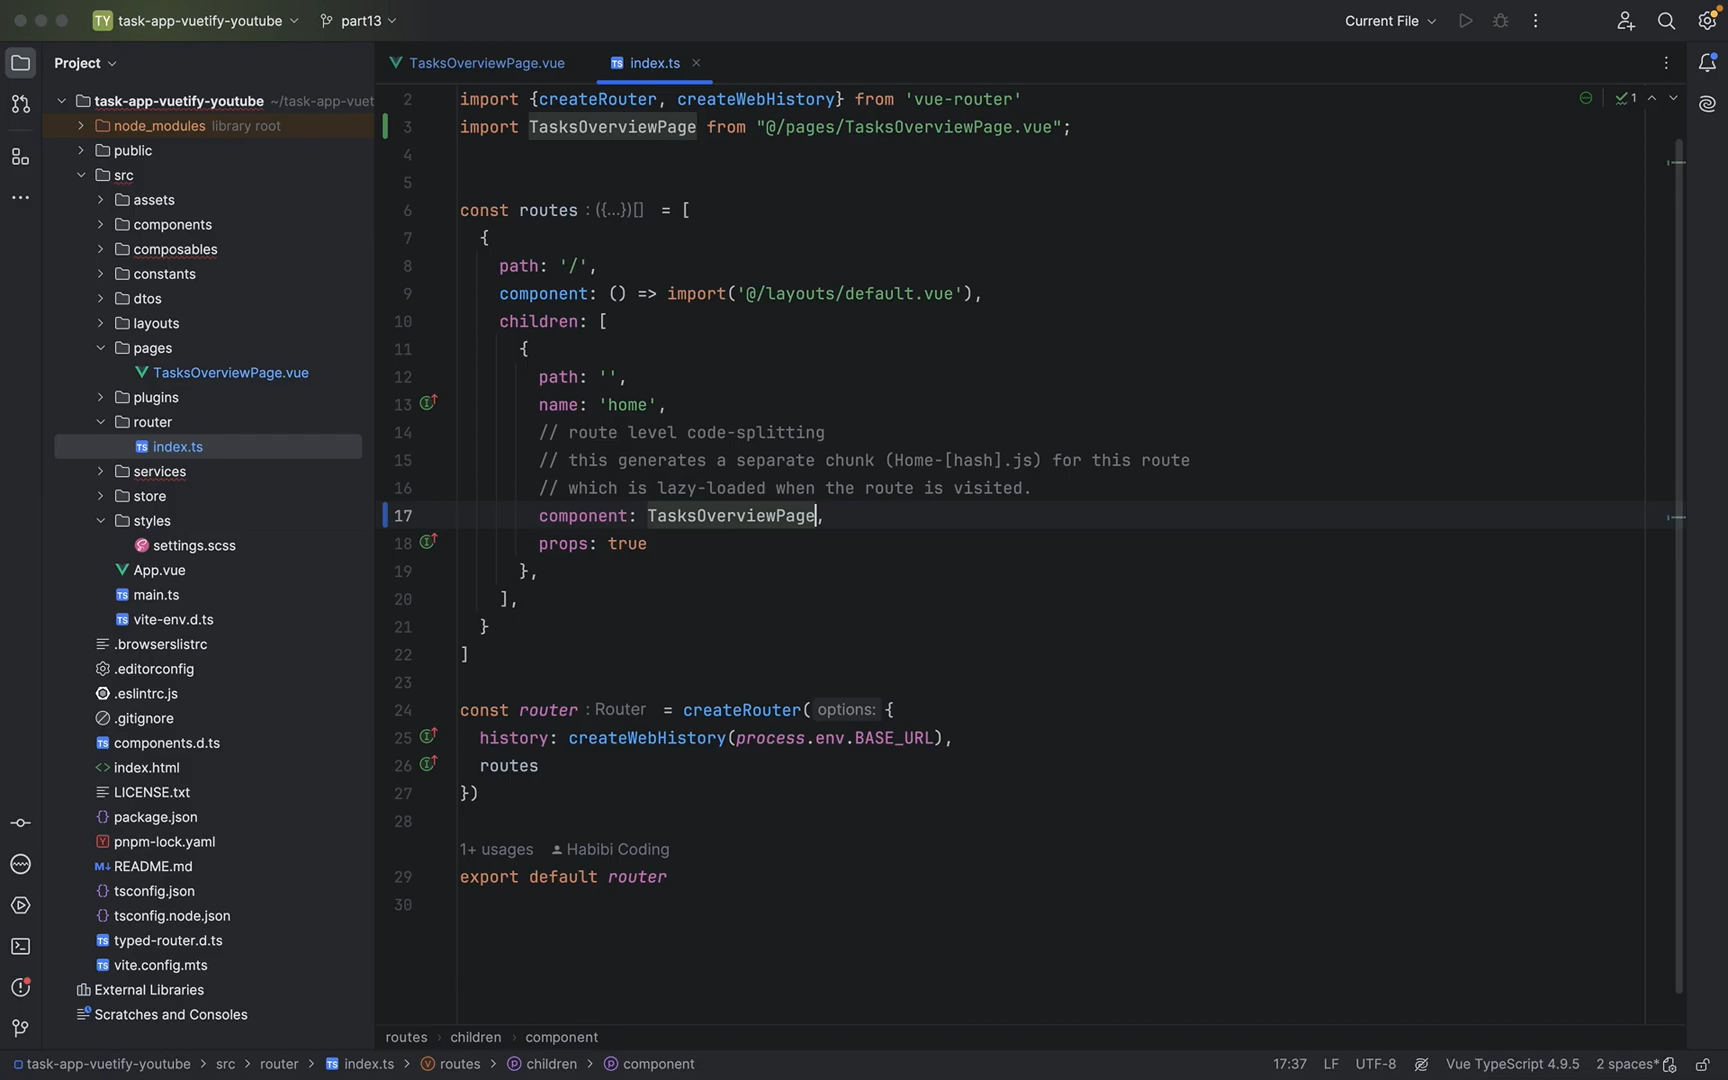 TY task-app-vuetify-youtube
part13
Current File
Project
TasksOverviewPage.vue
index.ts
task-app-vuetify-youtube ~/task-app-vuet
node_modules library root
public
src
assets
components
composables
constants
dtos
layouts
pages
TasksOverviewPage.vue
plugins
router
TS index.ts
services
store
styles
settings.scss
App.vue
TS main.ts
TS vite-env.d.ts
.browserslistrc
.editorconfig
.eslintrc.js
.gitignore
TS components.d.ts
<> index.html
LICENSE.txt
{} package.json
Y pnpm-lock.yaml
M↓ README.md
{} tsconfig.json
{} tsconfig.node.json
TS typed-router.d.ts
TS vite.config.mts
External Libraries
Scratches and Consoles
2 import {createRouter, createWebHistory} from 'vue-router'
1
3 import TasksOverviewPage from "@/pages/TasksOverviewPage.vue";
4
5
6 const routes : ({...})[] = [
7 {
8 path: '/',
9 component: () => import('@/layouts/default.vue'),
10 children: [
11 {
12 path: '',
13 name: 'home',
14 // route level code-splitting
15 // this generates a separate chunk (Home-[hash].js) for this route
16 // which is lazy-loaded when the route is visited.
17 component: TasksOverviewPage,
18 props: true
19 },
20 ],
21 }
22 ]
23
24 const router : Router = createRouter( options: {
25 history: createWebHistory(process.env.BASE_URL),
26 routes
27 })
28
1+ usages Habibi Coding
29 export default router
30
routes › children › component
task-app-vuetify-youtube > src > router > TS index.ts > routes > children > component
17:37 LF UTF-8 Vue TypeScript 4.9.5 2 spaces*